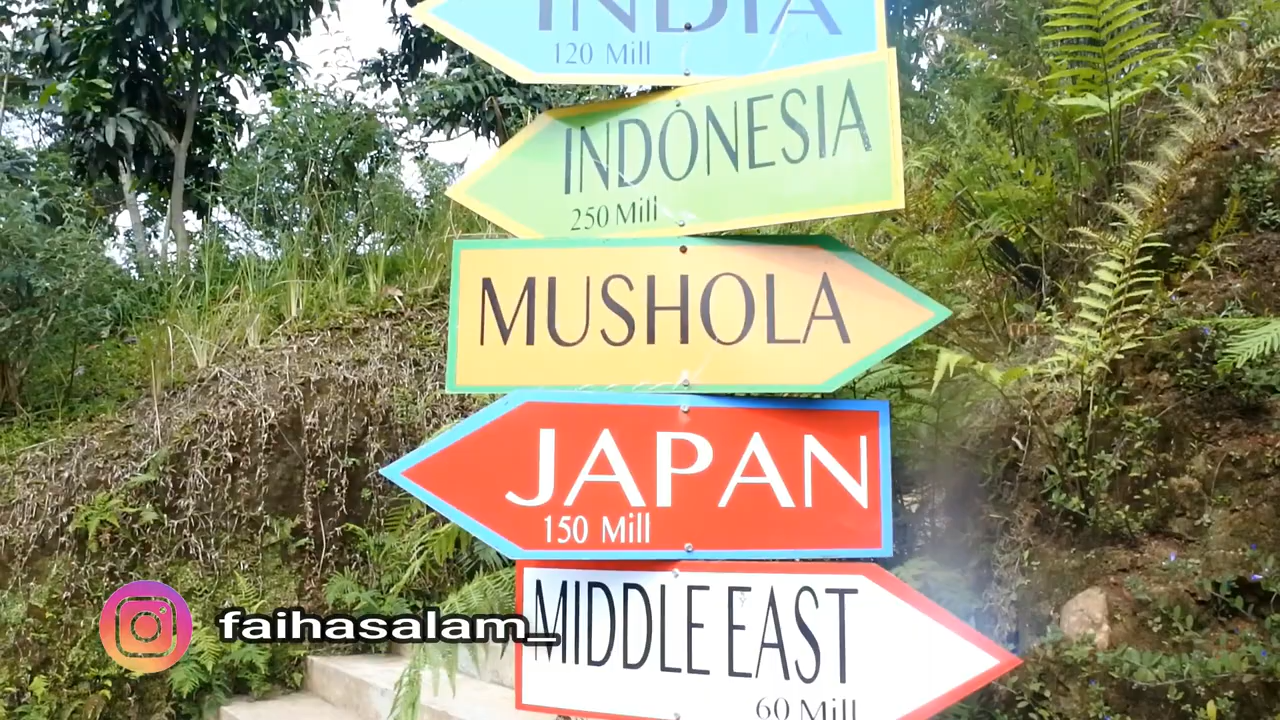 INDIA
120 Mill
INDONESIA
250 Mill
MUSHOLA
JAPAN
150 Mill
MIDDLE EAST
60 Mill
faihasalam_